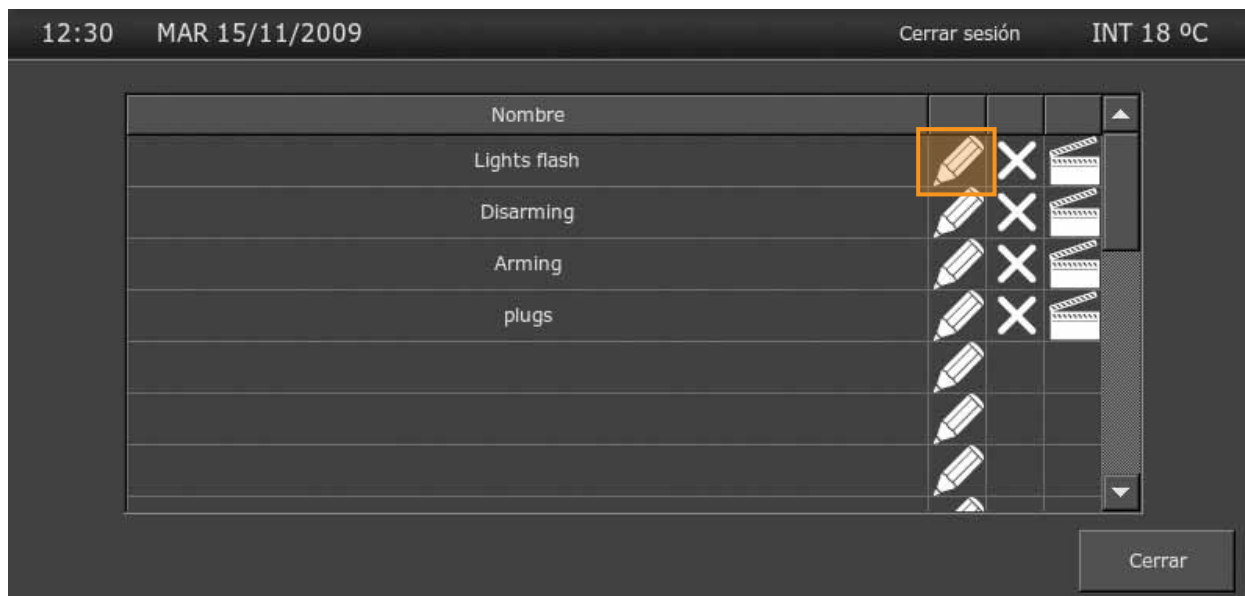 12:30 MAR 15/11/2009 Cerrar sesión INT 18 ºC
Nombre
Lights flash
Disarming
Arming
plugs
Cerrar